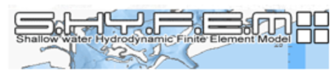 S.H.Y.F.E.M
Shallow water Hydrodynamic Finite Element Model